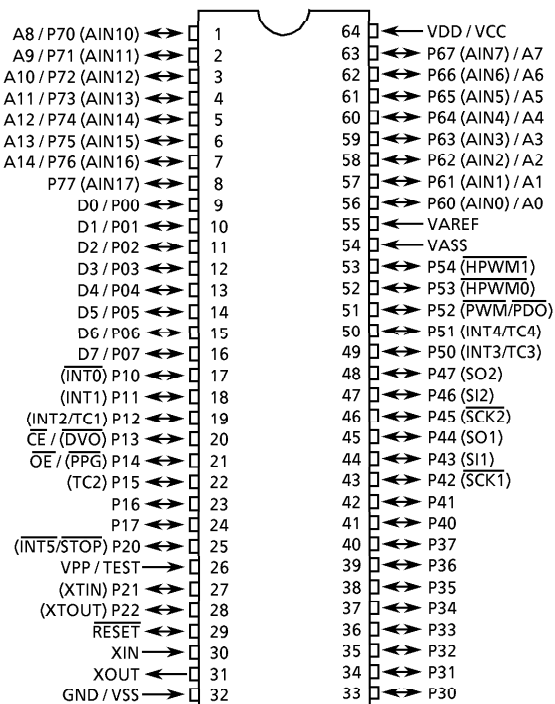 A8 / P70 (AIN10) 1 64 VDD / VCC
A9 / P71 (AIN11) 2 63 P67 (AIN7) / A7
A10 / P72 (AIN12) 3 62 P66 (AIN6) / A6
A11 / P73 (AIN13) 4 61 P65 (AIN5) / A5
A12 / P74 (AIN14) 5 60 P64 (AIN4) / A4
A13 / P75 (AIN15) 6 59 P63 (AIN3) / A3
A14 / P76 (AIN16) 7 58 P62 (AIN2) / A2
P77 (AIN17) 8 57 P61 (AIN1) / A1
D0 / P00 9 56 P60 (AIN0) / A0
D1 / P01 10 55 VAREF
D2 / P02 11 54 VASS
D3 / P03 12 53 P54 (HPWM1)
D4 / P04 13 52 P53 (HPWM0)
D5 / P05 14 51 P52 (PWM/PDO)
D6 / P06 15 50 P51 (INT4/TC4)
D7 / P07 16 49 P50 (INT3/TC3)
(INT0) P10 17 48 P47 (SO2)
(INT1) P11 18 47 P46 (SI2)
(INT2/TC1) P12 19 46 P45 (SCK2)
CE / (DVO) P13 20 45 P44 (SO1)
OE / (PPG) P14 21 44 P43 (SI1)
(TC2) P15 22 43 P42 (SCK1)
P16 23 42 P41
P17 24 41 P40
(INT5/STOP) P20 25 40 P37
VPP / TEST 26 39 P36
(XTIN) P21 27 38 P35
(XTOUT) P22 28 37 P34
RESET 29 36 P33
XIN 30 35 P32
XOUT 31 34 P31
GND / VSS 32 33 P30